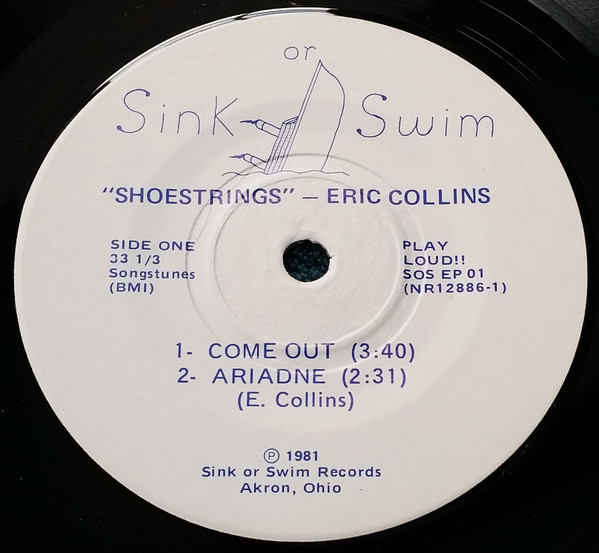 or
Sink Swim
"SHOESTRINGS" – ERIC COLLINS
SIDE ONE
33 1/3
Songstunes
(BMI)
PLAY
LOUD!!
SOS EP 01
(NR12886-1)
1- COME OUT (3:40)
2- ARIADNE (2:31)
(E. Collins)
Ⓟ 1981
Sink or Swim Records
Akron, Ohio